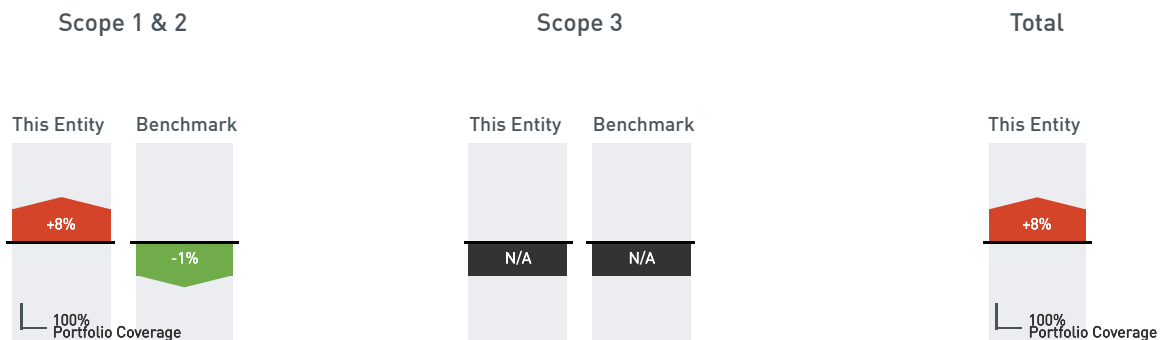 Scope 1 & 2
Scope 3
Total
This Entity
Benchmark
This Entity
Benchmark
This Entity
+8%
-1%
N/A
N/A
+8%
100%
Portfolio Coverage
100%
Portfolio Coverage